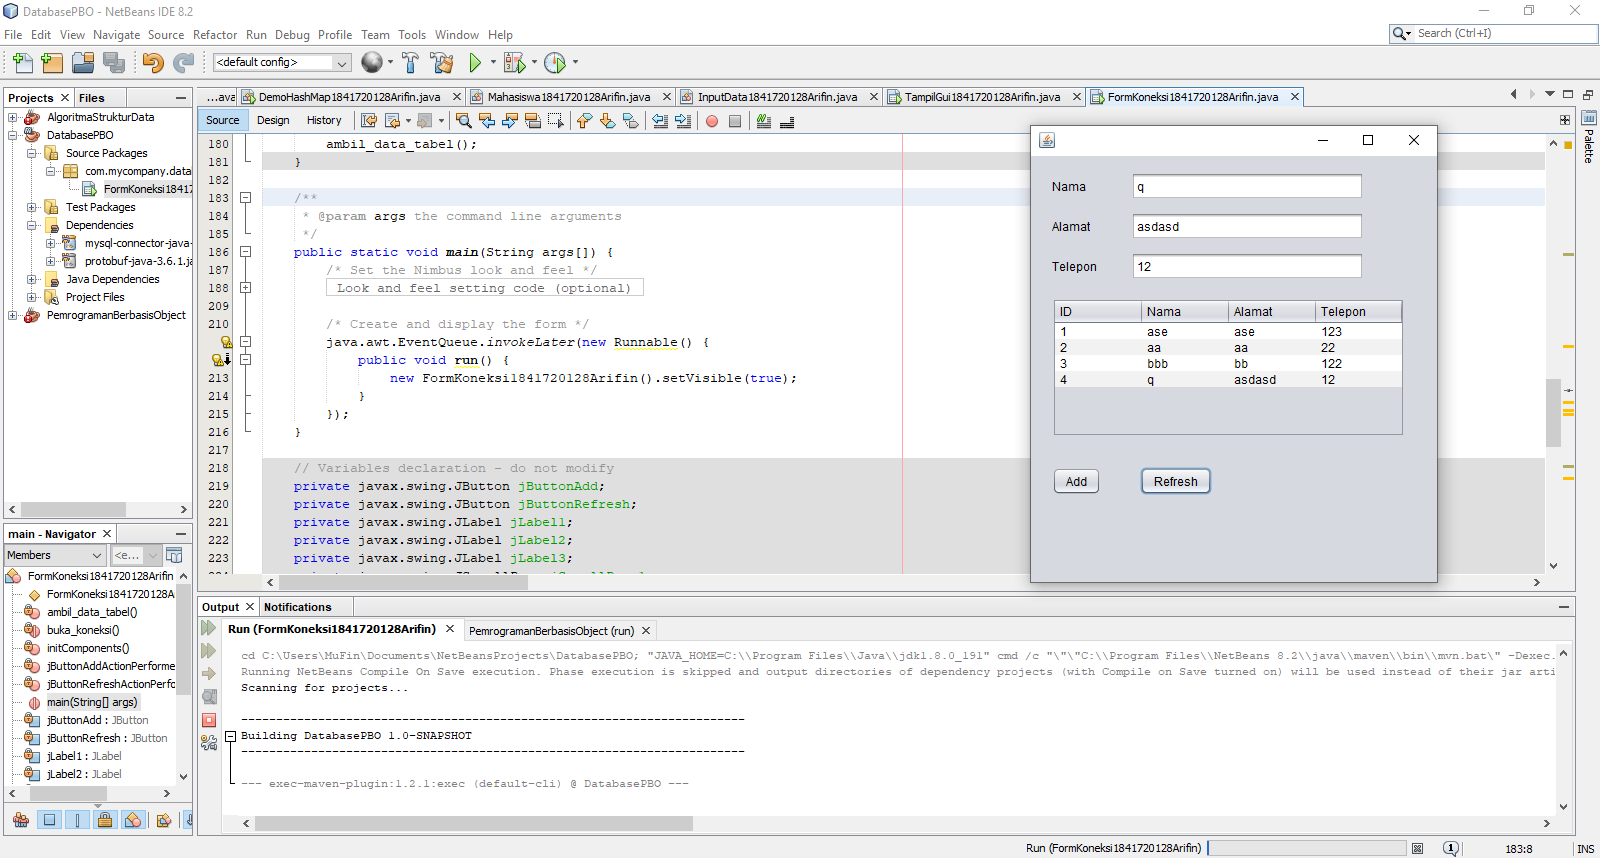 DatabasePBO - NetBeans IDE 8.2
File Edit View Navigate Source Refactor Run Debug Profile Team Tools Window Help
Search (Ctrl+I)
<default config>
Projects Files
AlgoritmaStrukturData
DatabasePBO
Source Packages
com.mycompany.data
FormKoneksi18417
Test Packages
Dependencies
mysql-connector-java-
protobuf-java-3.6.1.ja
Java Dependencies
Project Files
PemrogramanBerbasisObject
...ava DemoHashMap1841720128Arifin.java Mahasiswa1841720128Arifin.java InputData1841720128Arifin.java TampilGui1841720128Arifin.java FormKoneksi1841720128Arifin.java
Source Design History
180 ambil_data_tabel();
181 }
182
183 /**
184 * @param args the command line arguments
185 */
186 public static void main(String args[]) {
187 /* Set the Nimbus look and feel */
188 Look and feel setting code (optional)
209
210 /* Create and display the form */
java.awt.EventQueue.invokeLater(new Runnable() {
public void run() {
213 new FormKoneksi1841720128Arifin().setVisible(true);
214 }
215 });
216 }
217
218 // Variables declaration - do not modify
219 private javax.swing.JButton jButtonAdd;
220 private javax.swing.JButton jButtonRefresh;
221 private javax.swing.JLabel jLabel1;
222 private javax.swing.JLabel jLabel2;
223 private javax.swing.JLabel jLabel3;
Palette
Nama q
Alamat asdasd
Telepon 12
ID Nama Alamat Telepon
1 ase ase 123
2 aa aa 22
3 bbb bb 122
4 q asdasd 12
Add Refresh
main - Navigator
Members <e...
FormKoneksi1841720128Arifin
FormKoneksi1841720128A
ambil_data_tabel()
buka_koneksi()
initComponents()
jButtonAddActionPerforme
jButtonRefreshActionPerfo
main(String[] args)
jButtonAdd : JButton
jButtonRefresh : JButton
jLabel1 : JLabel
jLabel2 : JLabel
Output Notifications
Run (FormKoneksi1841720128Arifin) PemrogramanBerbasisObject (run)
cd C:\Users\MuFin\Documents\NetBeansProjects\DatabasePBO; "JAVA_HOME=C:\\Program Files\\Java\\jdk1.8.0_191" cmd /c "\"\"C:\\Program Files\\NetBeans 8.2\\java\\maven\\bin\\mvn.bat\" -Dexec.
Running NetBeans Compile On Save execution. Phase execution is skipped and output directories of dependency projects (with Compile on Save turned on) will be used instead of their jar arti
Scanning for projects...
------------------------------------------------------------------------
Building DatabasePBO 1.0-SNAPSHOT
------------------------------------------------------------------------
--- exec-maven-plugin:1.2.1:exec (default-cli) @ DatabasePBO ---
Run (FormKoneksi1841720128Arifin) 1 183:8 INS